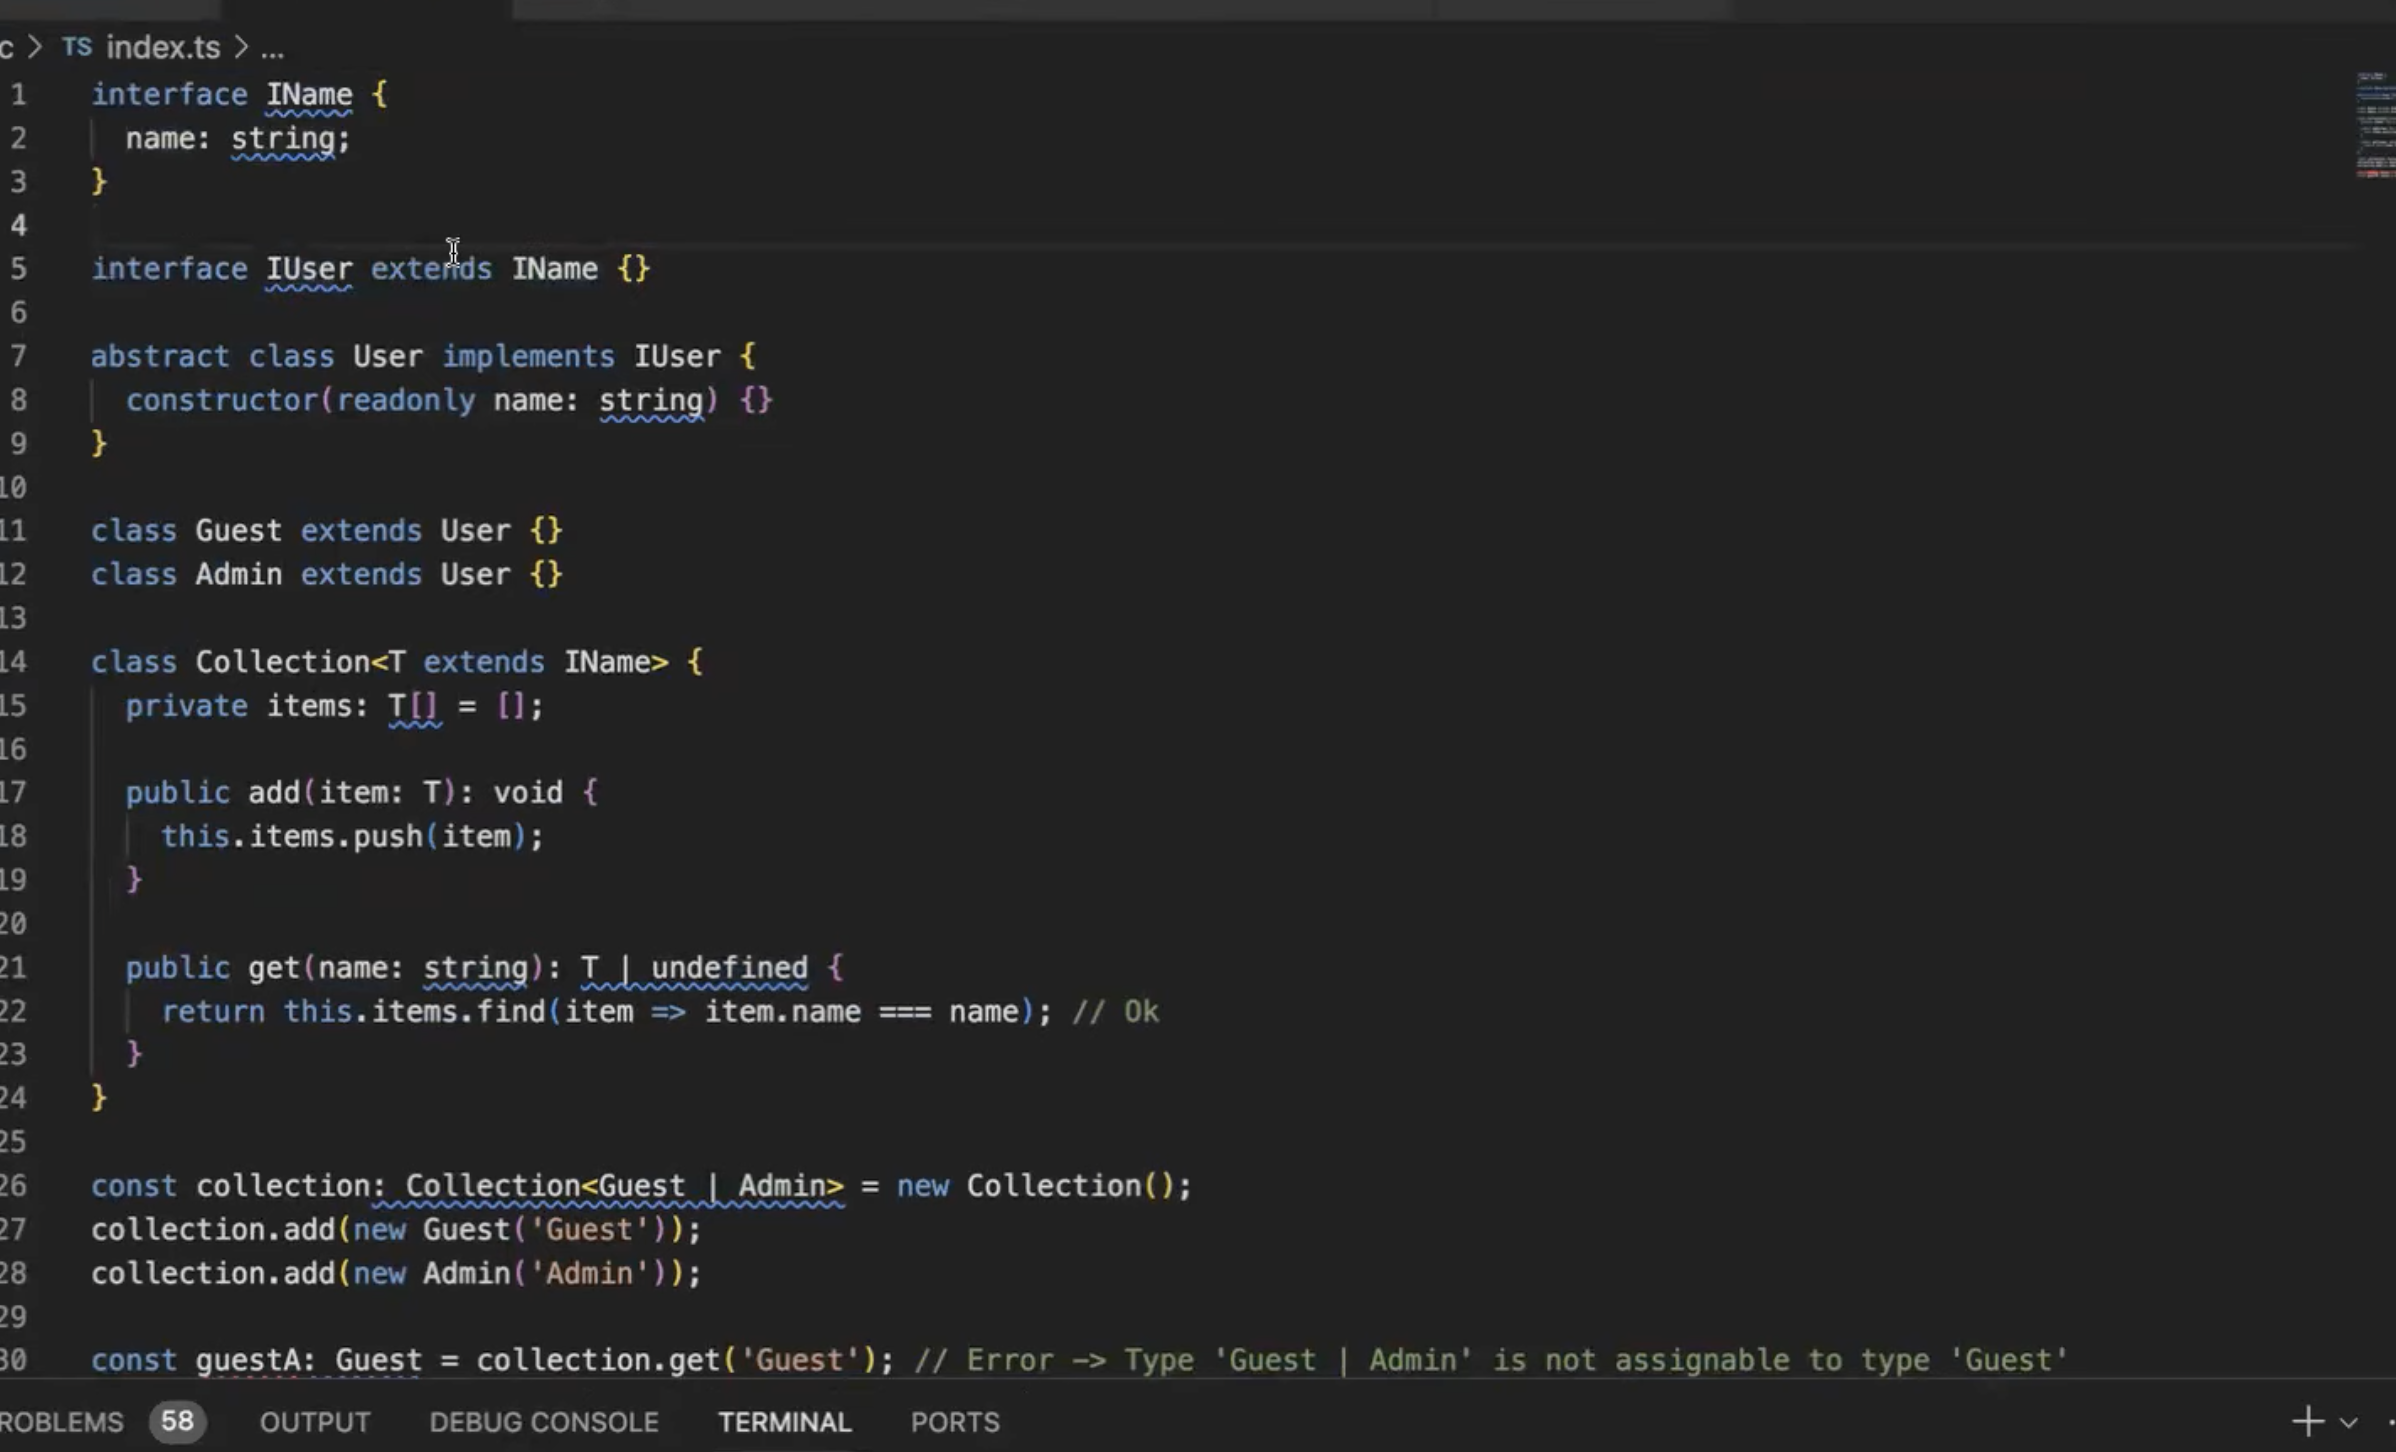 c > TS index.ts > ...
1 interface IName {
2 name: string;
3 }
4
5 interface IUser extends IName {}
6
7 abstract class User implements IUser {
8 constructor(readonly name: string) {}
9 }
10
11 class Guest extends User {}
12 class Admin extends User {}
13
14 class Collection<T extends IName> {
15 private items: T[] = [];
16
17 public add(item: T): void {
18 this.items.push(item);
19 }
20
21 public get(name: string): T | undefined {
22 return this.items.find(item => item.name === name); // Ok
23 }
24 }
25
26 const collection: Collection<Guest | Admin> = new Collection();
27 collection.add(new Guest('Guest'));
28 collection.add(new Admin('Admin'));
29
30 const guestA: Guest = collection.get('Guest'); // Error -> Type 'Guest | Admin' is not assignable to type 'Guest'
ROBLEMS 58 OUTPUT DEBUG CONSOLE TERMINAL PORTS